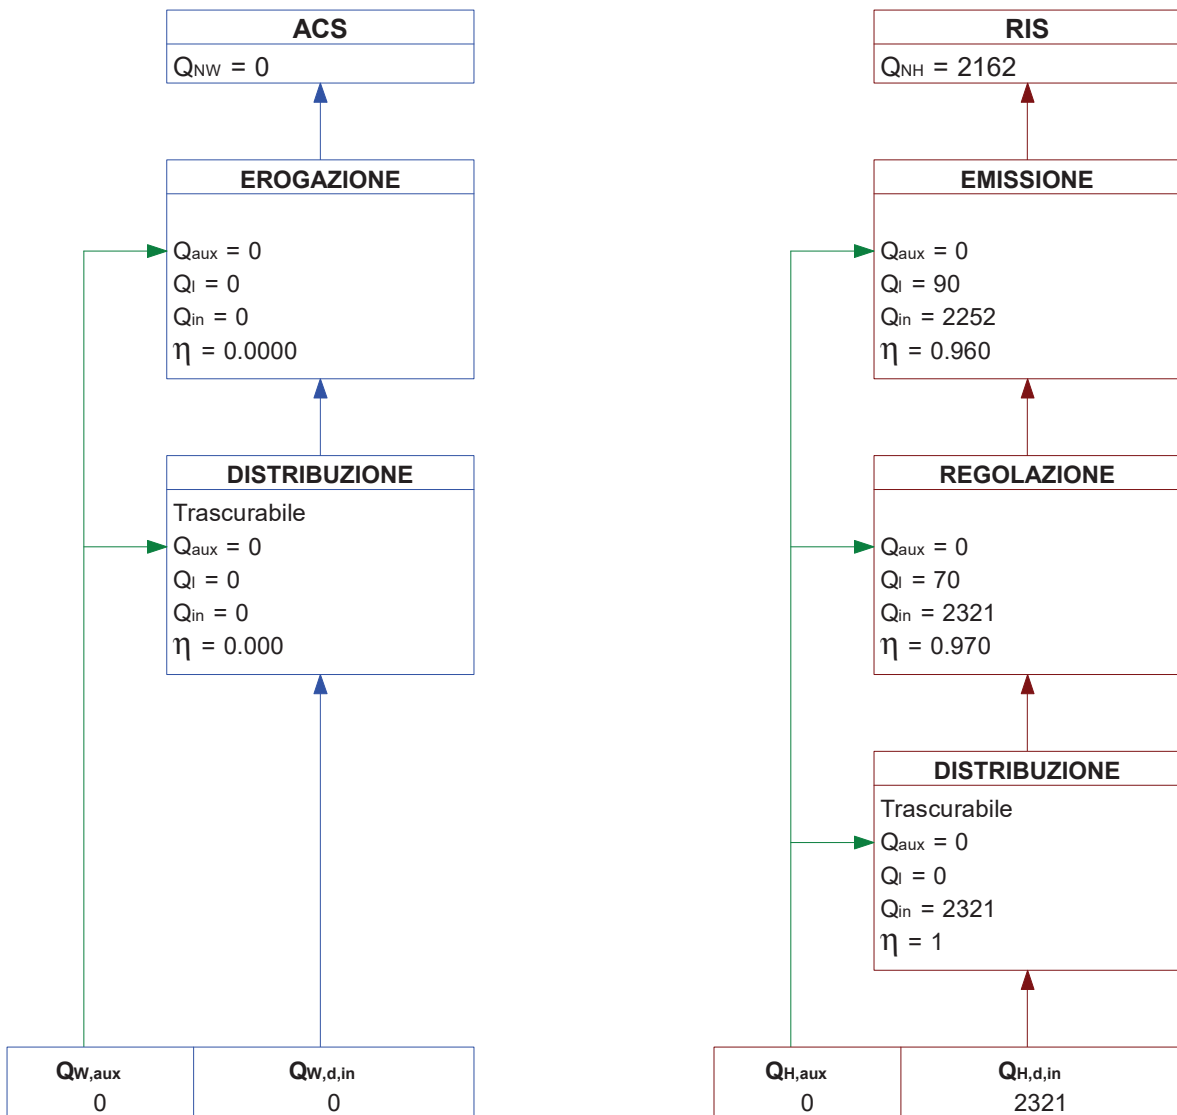 ACS
QNW = 0
EROGAZIONE
Qaux = 0
Ql = 0
Qin = 0
η = 0.0000
DISTRIBUZIONE
Trascurabile
Qaux = 0
Ql = 0
Qin = 0
η = 0.000
QW,aux
0
QW,d,in
0
RIS
QNH = 2162
EMISSIONE
Qaux = 0
Ql = 90
Qin = 2252
η = 0.960
REGOLAZIONE
Qaux = 0
Ql = 70
Qin = 2321
η = 0.970
DISTRIBUZIONE
Trascurabile
Qaux = 0
Ql = 0
Qin = 2321
η = 1
QH,aux
0
QH,d,in
2321